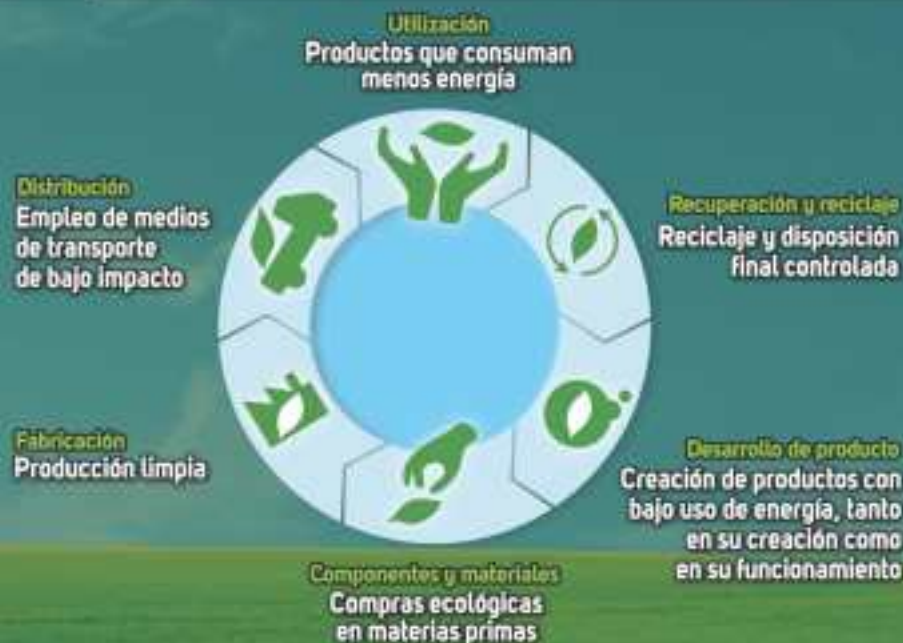 Utilización
Productos que consuman
menos energía
Distribución
Empleo de medios
de transporte
de bajo impacto
Recuperación y reciclaje
Reciclaje y disposición
final controlada
Fabricación
Producción limpia
Desarrollo de producto
Creación de productos con
bajo uso de energía, tanto
en su creación como
en su funcionamiento
Componentes y materiales
Compras ecológicas
en materias primas